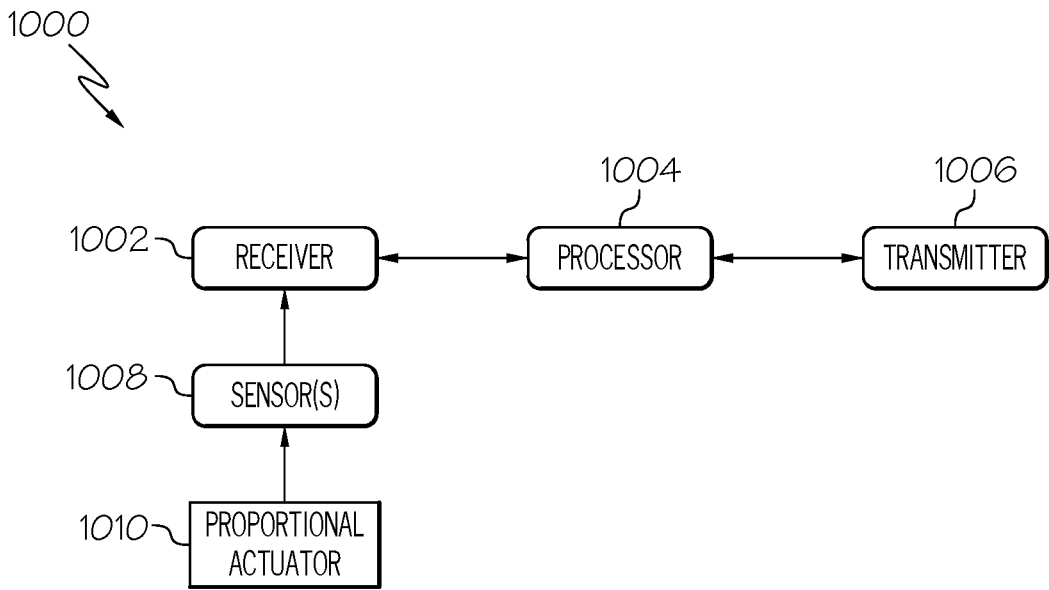 1000
1004
1006
1002
RECEIVER
PROCESSOR
TRANSMITTER
1008
SENSOR(S)
1010
PROPORTIONAL
ACTUATOR